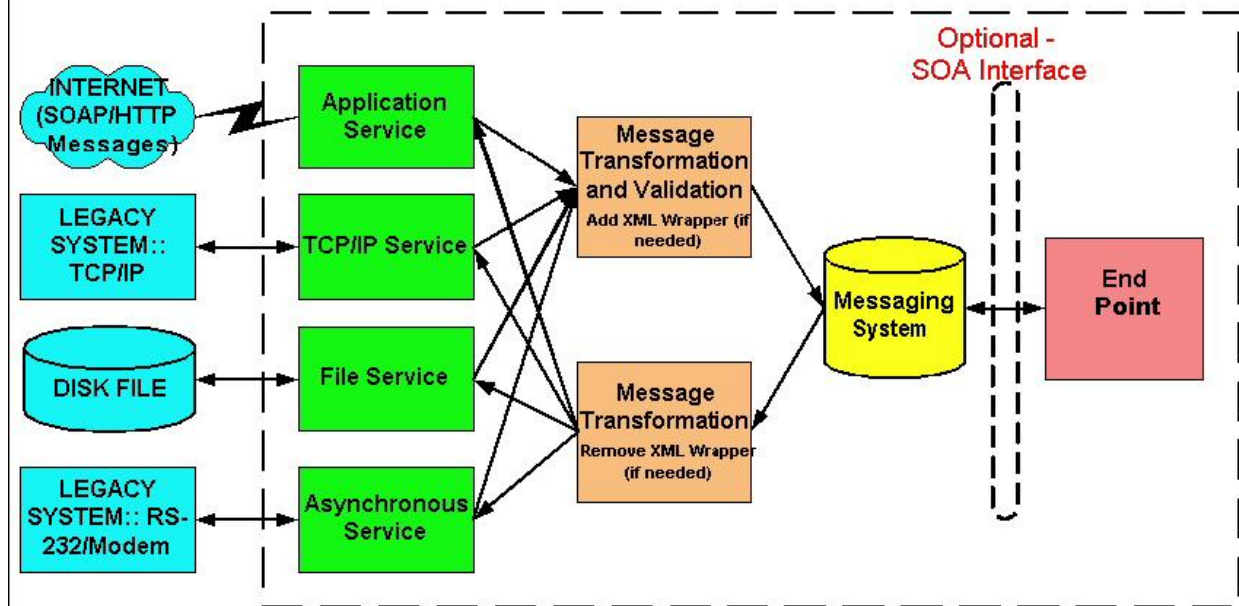 Optional -
SOA Interface
INTERNET
(SOAP/HTTP
Messages)
Application
Service
Message
Transformation
and Validation
Add XML Wrapper (if
needed)
LEGACY
SYSTEM::
TCP/IP
TCP/IP Service
Messaging
System
End
Point
DISK FILE
File Service
Message
Transformation
Remove XML Wrapper
(if needed)
LEGACY
SYSTEM:: RS-
232/Modem
Asynchronous
Service